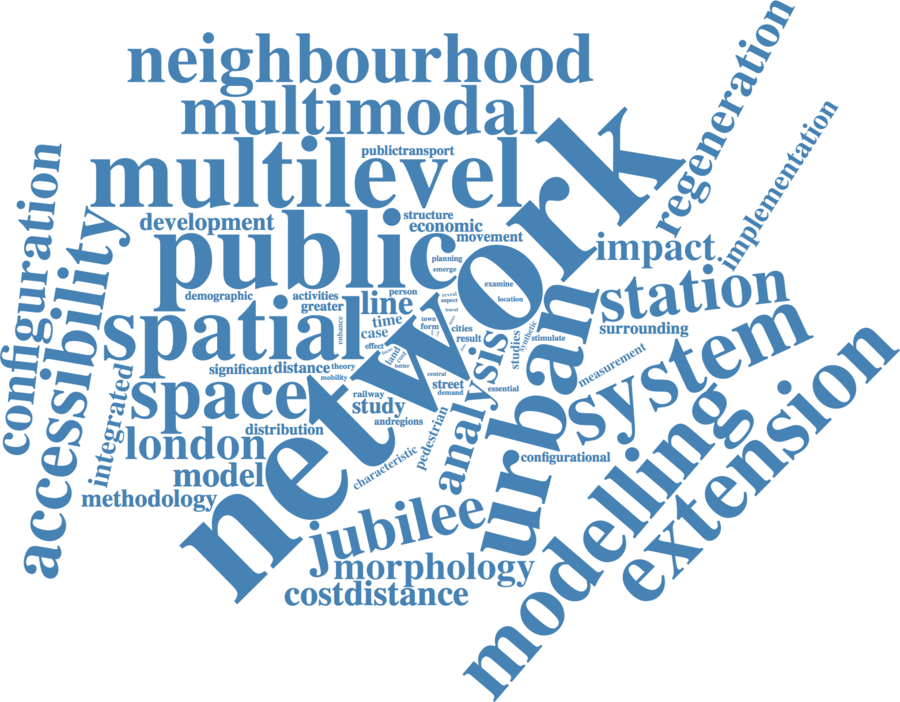 neighbourhood
multimodal
regeneration
implementation
publictransport
multilevel
configuration
accessibility
network
development
structure
economic
public
movement
impact
planning
emerge
examine
station
demographic
activities
person
reveal
aspect
location
greater
line
travel
spatial
enhance
time
town
form
cities
surrounding
case
result
studies
synthetic
stimulate
urban
system
effect
land
cost
better
significant
distance
theory
mobility
central
analysis
measurement
extension
integrated
space
street
demand
essential
railway
study
andregions
pedestrian
modelling
distribution
london
characteristic
configurational
model
methodology
jubilee
morphology
costdistance